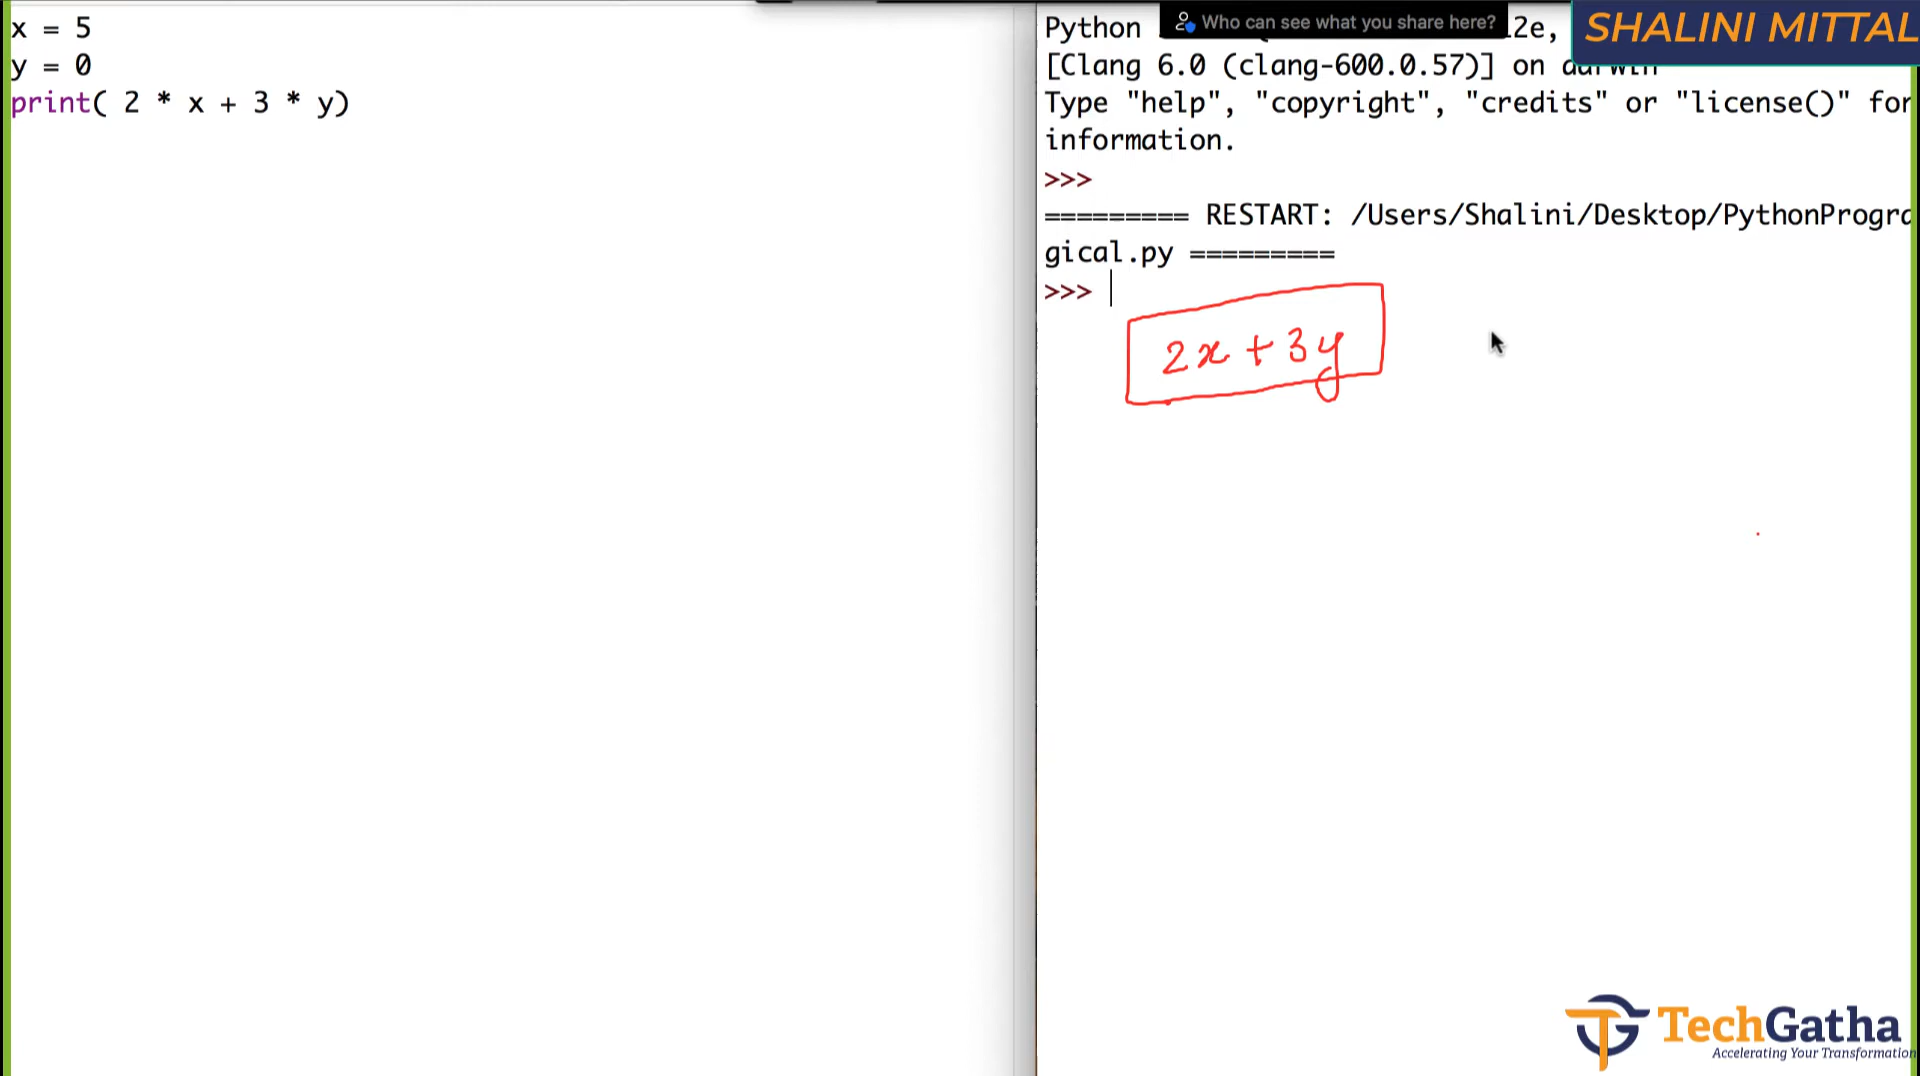 x = 5
y = 0
print( 2 * x + 3 * y)
Who can see what you share here?
SHALINI MITTAL
Python 2e,
[Clang 6.0 (clang-600.0.57)] on darwin
Type "help", "copyright", "credits" or "license()" for
information.
>>>
========= RESTART: /Users/Shalini/Desktop/PythonProgra
gical.py =========
>>>
2x + 3y
TechGatha
Accelerating Your Transformation